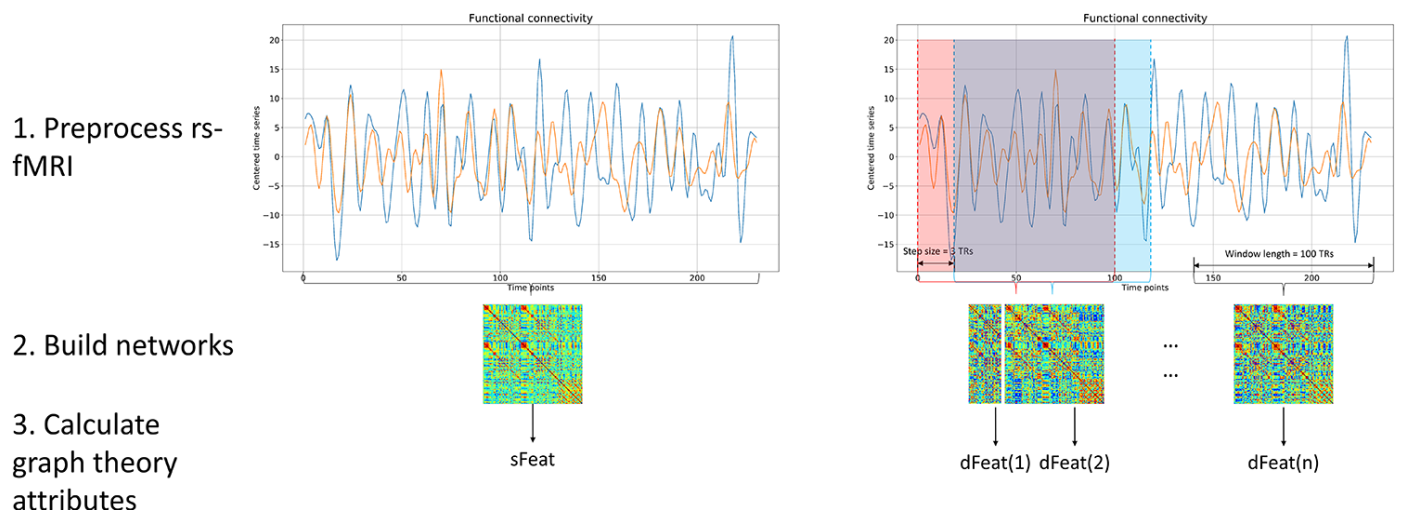 Functional connectivity
Functional connectivity
1. Preprocess rs-
fMRI
Centered time series
20
15
10
5
0
−5
−10
−15
0
50
100
150
200
Time points
Centered time series
20
15
10
5
0
−5
−10
−15
Step size = 3 TRs
Window length = 100 TRs
0
50
100
150
200
Time points
2. Build networks
...
...
3. Calculate
graph theory
attributes
sFeat
dFeat(1)
dFeat(2)
dFeat(n)